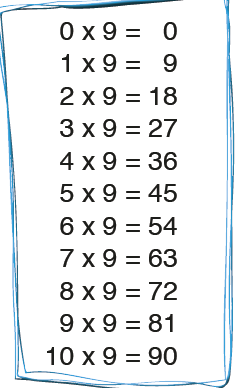 0 x 9 = 0
1 x 9 = 9
2 x 9 = 18
3 x 9 = 27
4 x 9 = 36
5 x 9 = 45
6 x 9 = 54
7 x 9 = 63
8 x 9 = 72
9 x 9 = 81
10 x 9 = 90